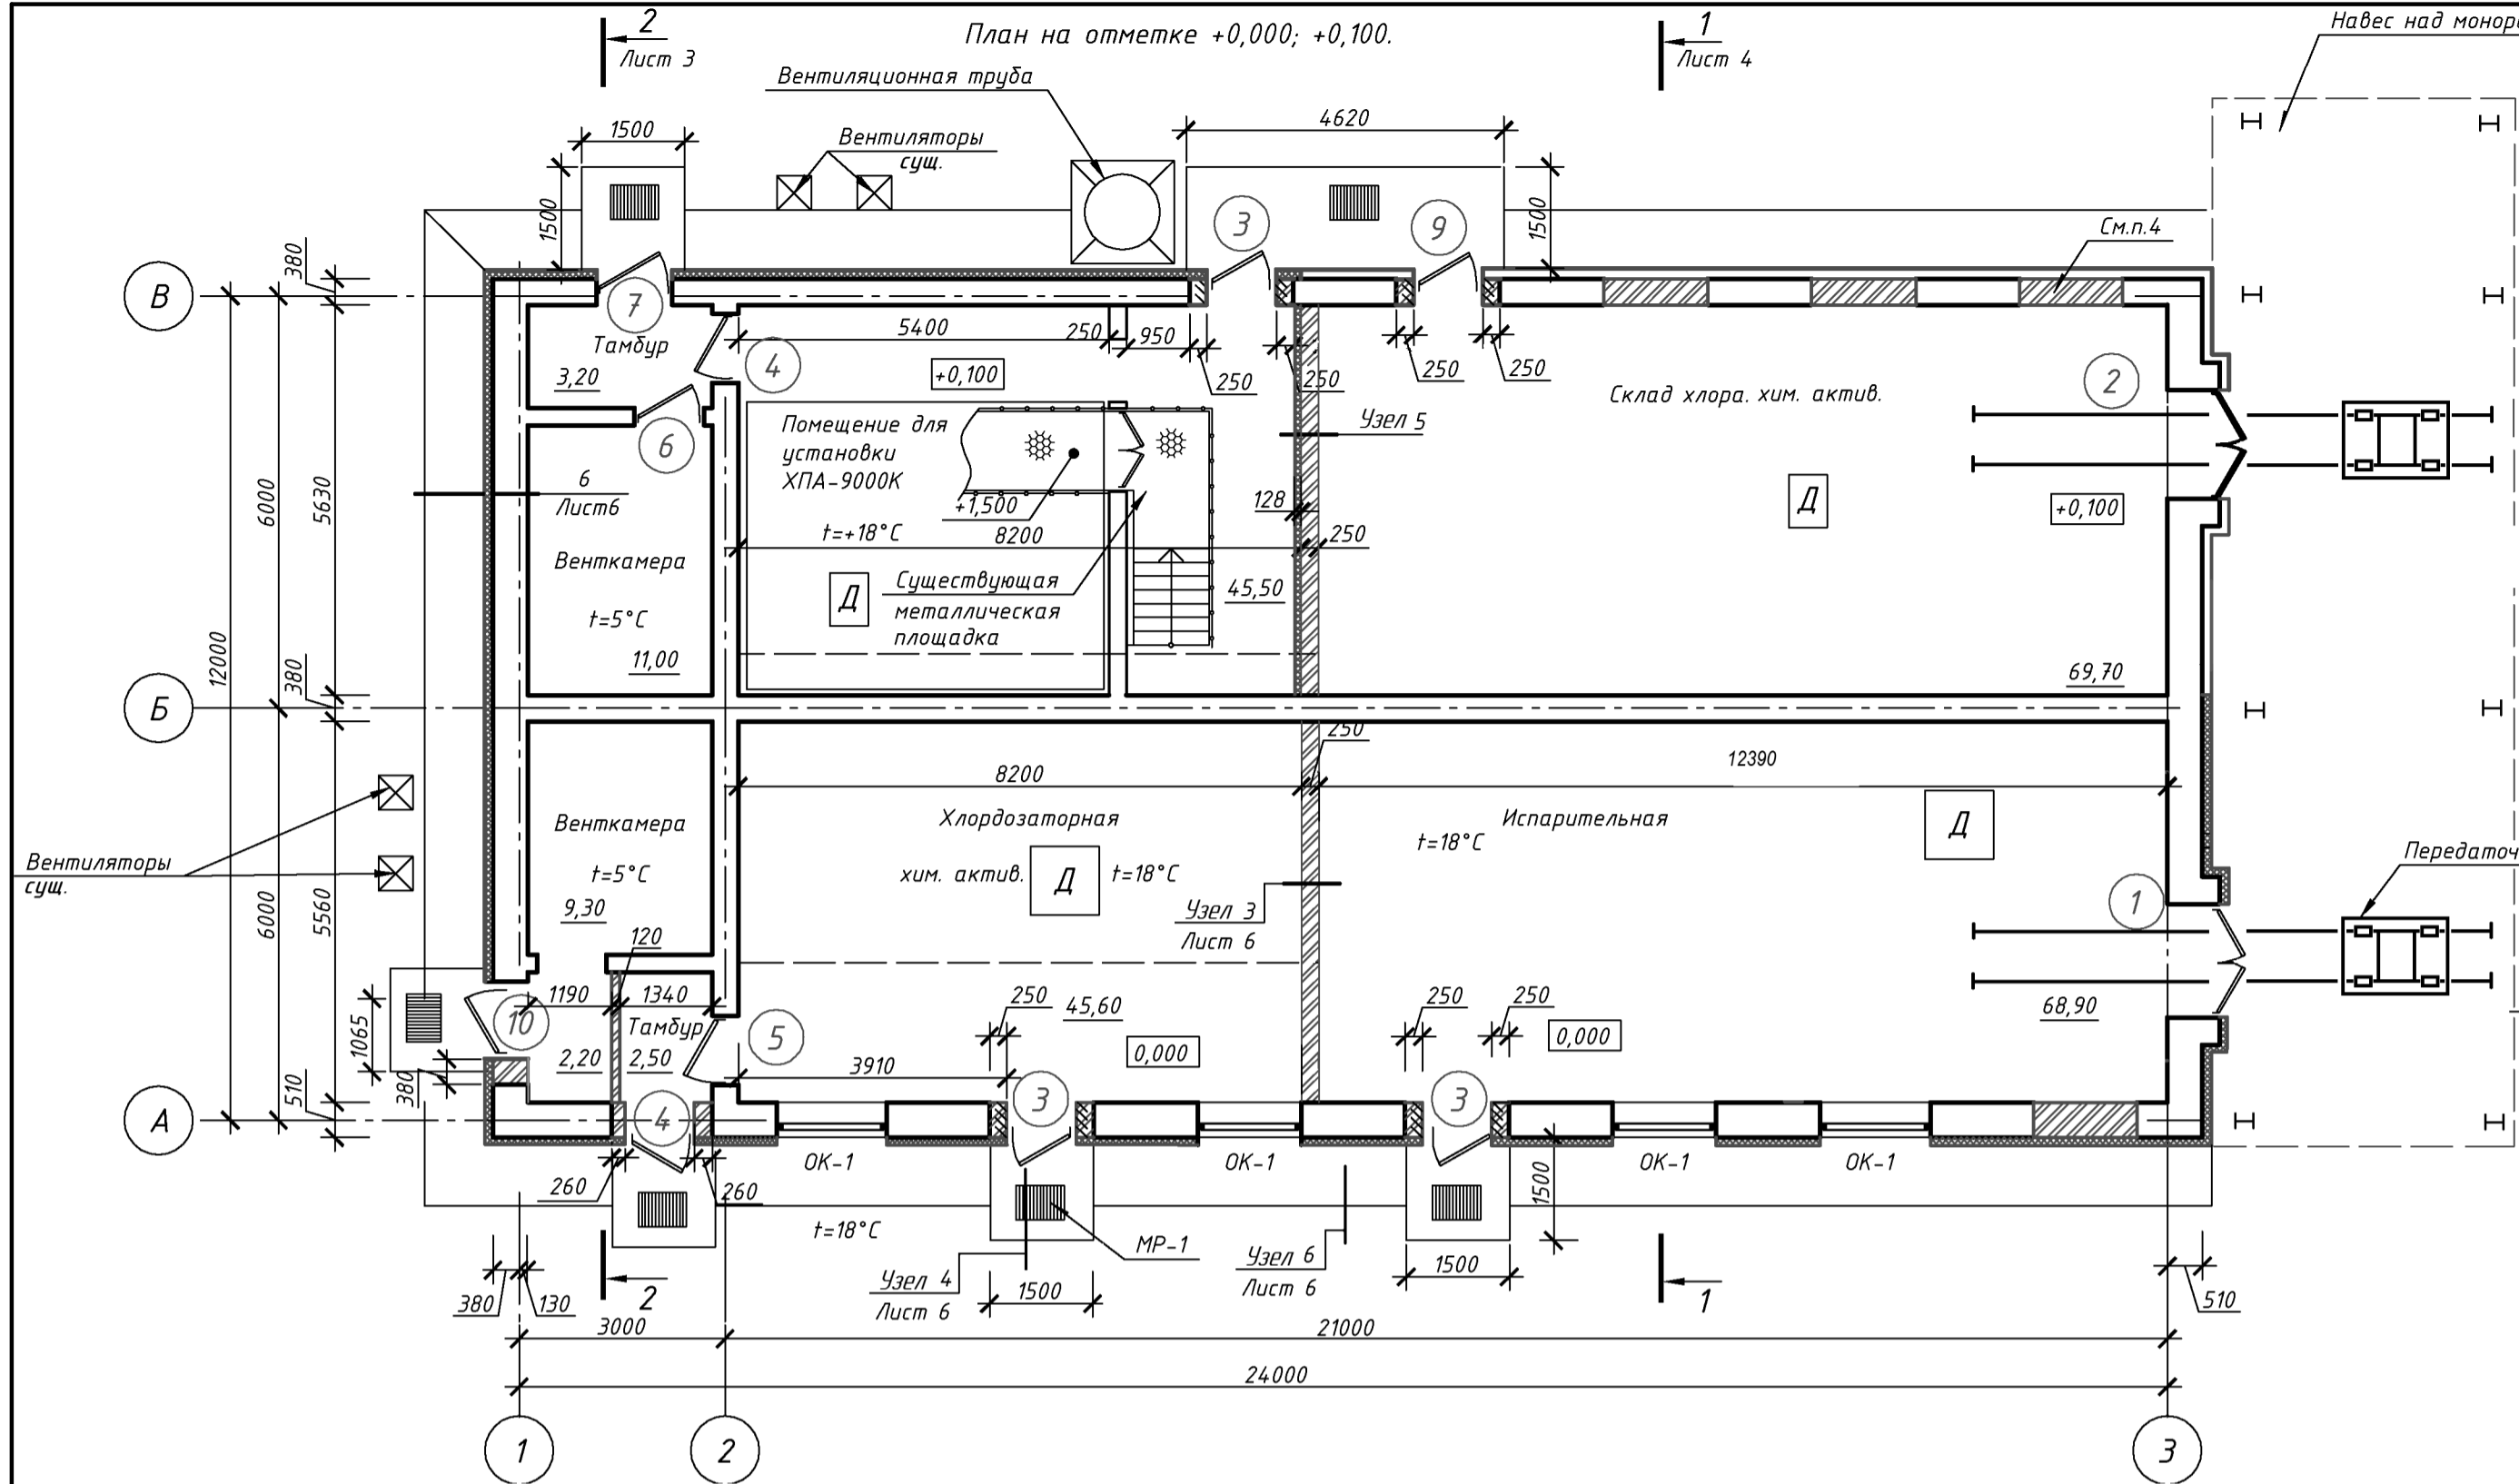 План на отметке +0,000; +0,100.
2
Лист 3
1
Лист 4
Навес над монор
Вентиляционная труба
Вентиляторы
сущ.
1500
4620
1500
1500
380
3
9
См.п.4
В
7
Тамбур
3,20
4
5400
250
950
250
250
250
250
+0,100
Склад хлора. хим. актив.
2
6
Помещение для
установки
ХПА-9000К
Узел 5
6
Лист6
+1,500
128
Д
+0,100
t=+18°C
8200
250
6000
5630
Венткамера
t=5°C
11,00
Д
Существующая
металлическая
площадка
45,50
12000
380
69,70
Б
250
8200
12390
Венткамера
t=5°C
9,30
Хлордозаторная
хим. актив.
Д
t=18°C
Испарительная
t=18°C
Д
Вентиляторы
сущ.
Передаточ
6000
5560
Узел 3
Лист 6
1
120
1190
1340
Тамбур
10
2,20
2,50
5
250
45,60
250
250
68,90
0,000
0,000
1065
380
510
3910
А
4
3
3
ОК-1
ОК-1
ОК-1
ОК-1
260
260
1500
t=18°C
МР-1
Узел 4
Лист 6
Узел 6
Лист 6
1500
1500
380
130
2
1
510
3000
21000
24000
1
2
3